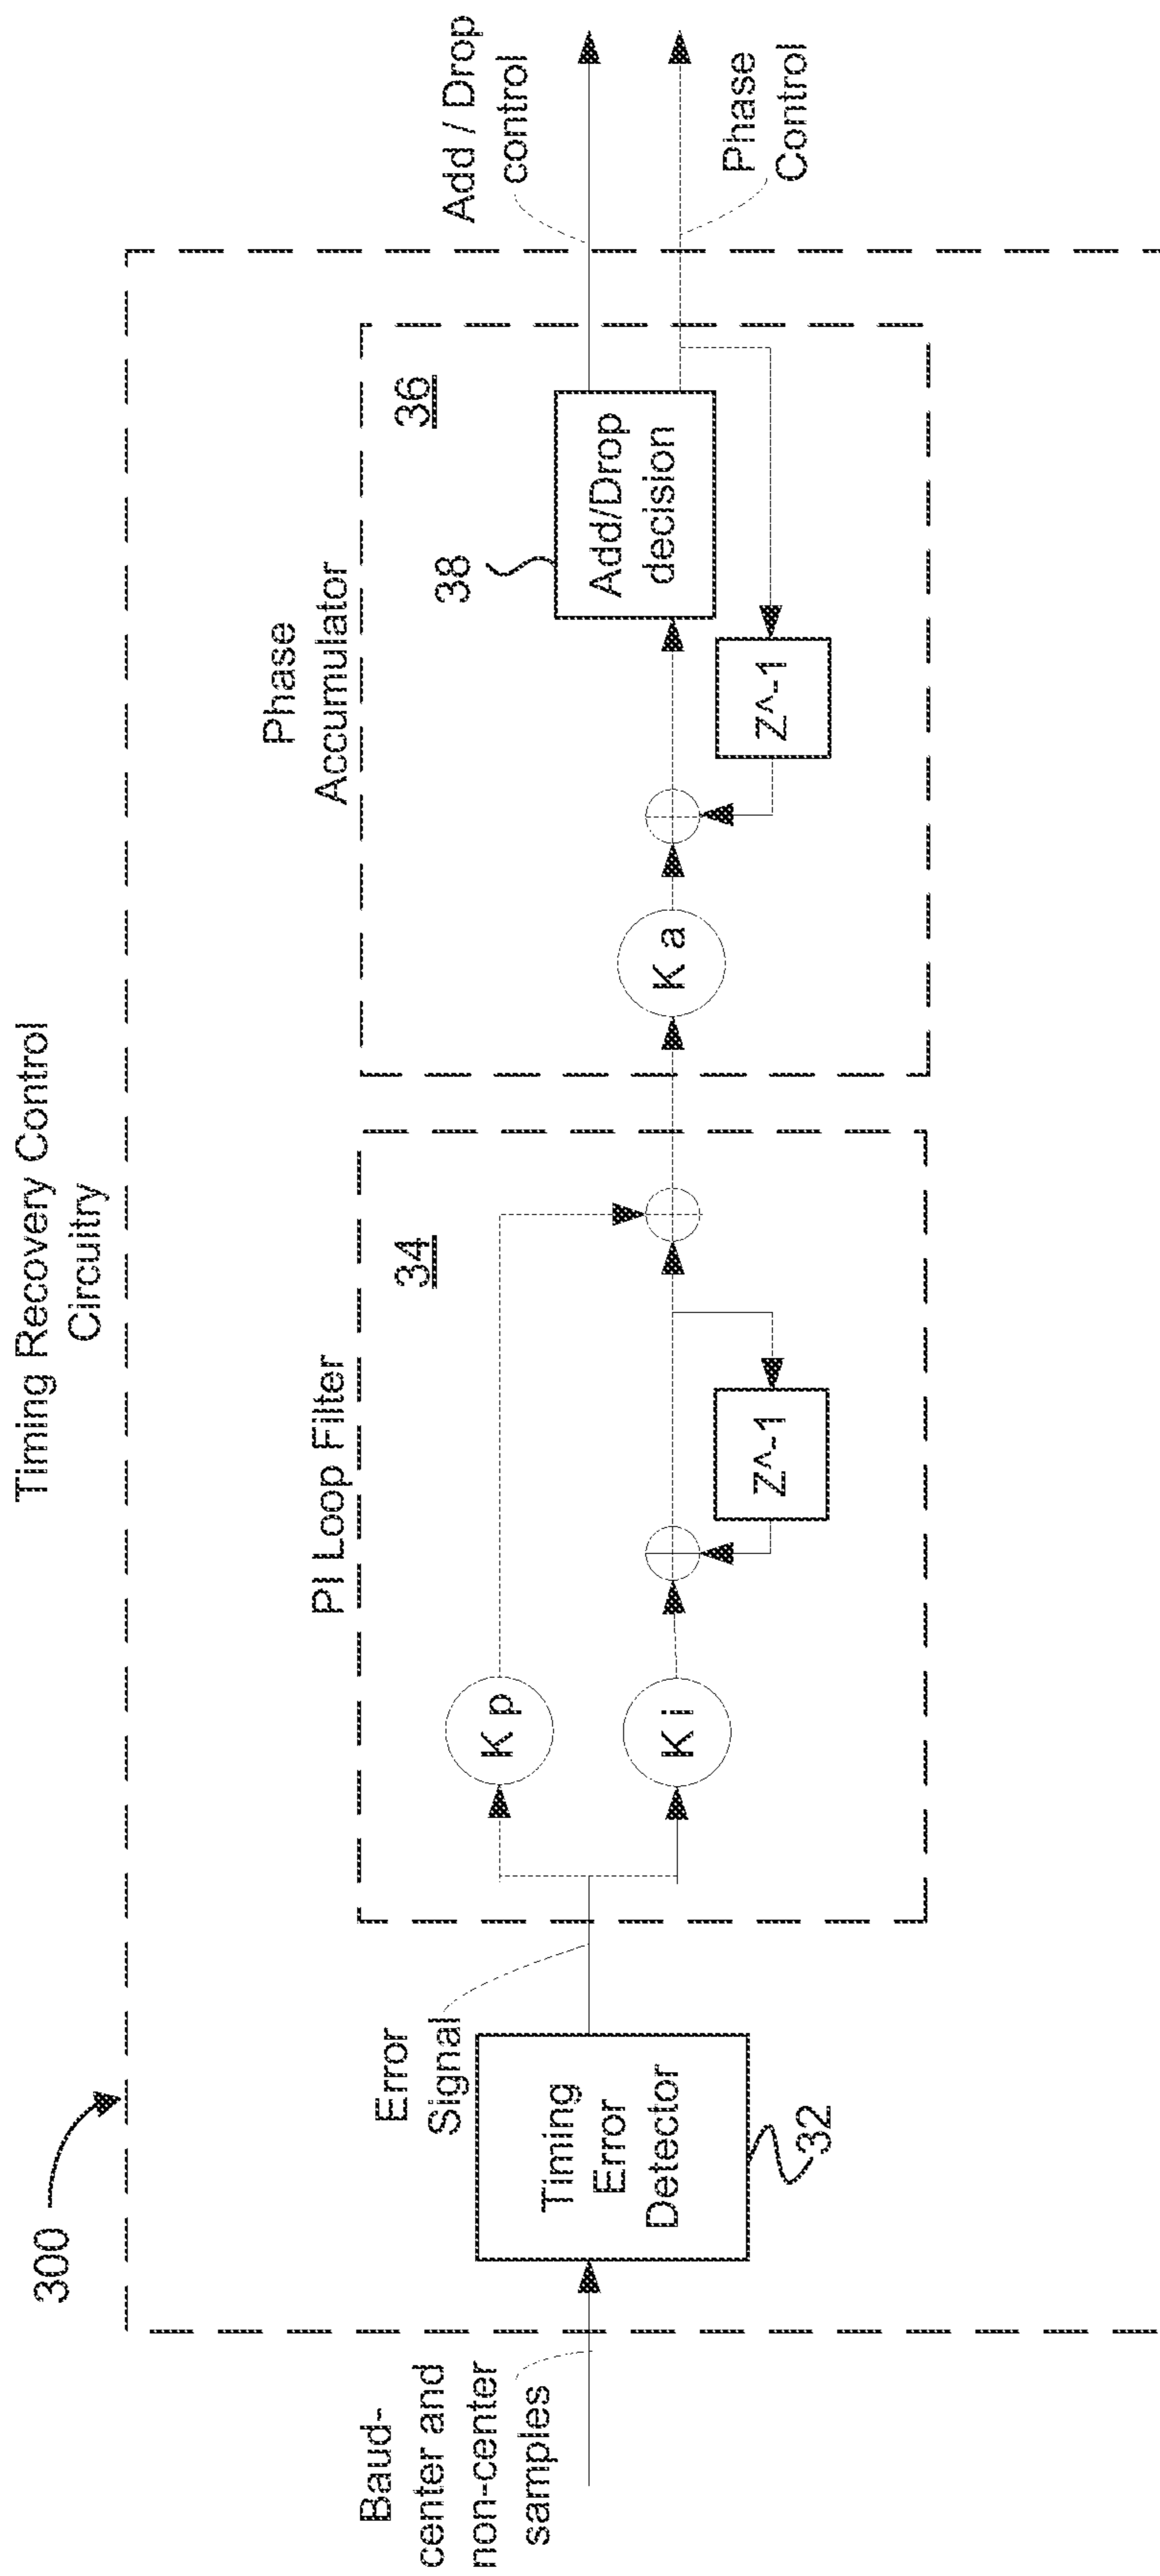 Timing Recovery Control
Circuitry
300
Baud-
center and
non-center
samples
Error
Signal
Timing
Error
Detector
32
PI Loop Filter
34
K p
K i
Z^-1
Phase
Accumulator
36
K a
38
Add/Drop
decision
Z^-1
Add / Drop
control
Phase
Control